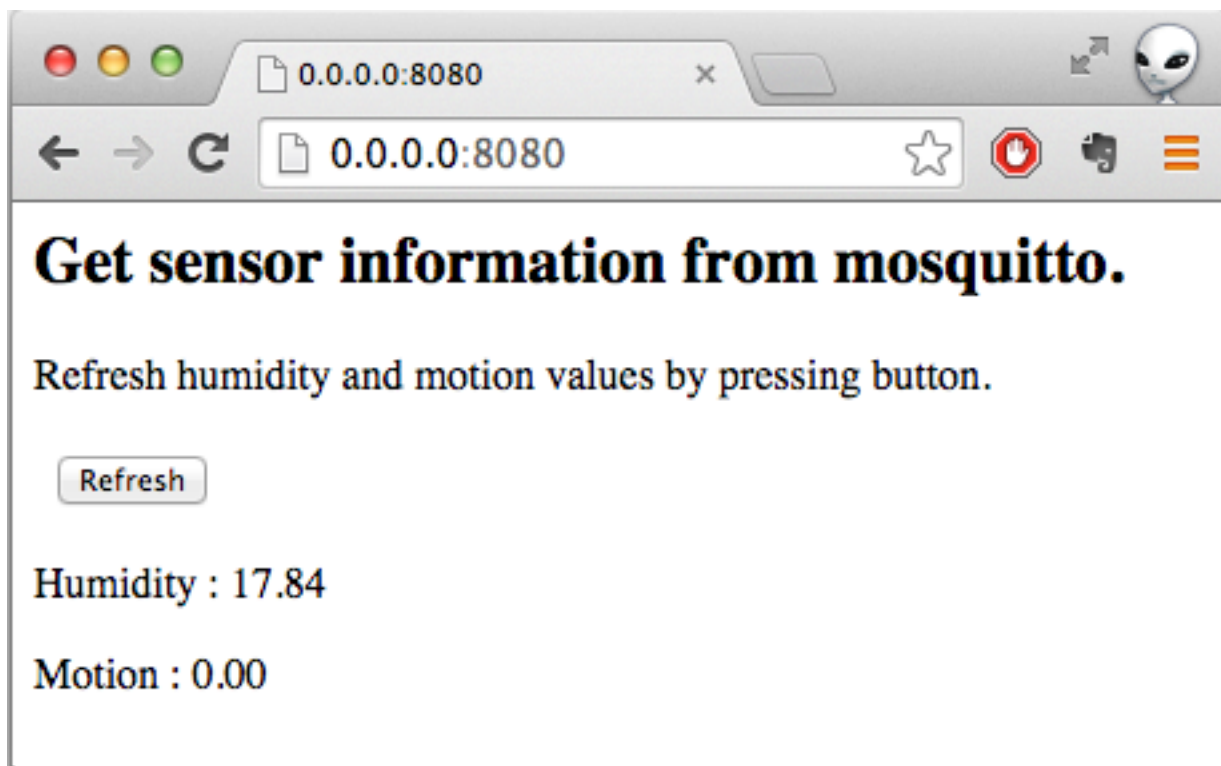 0.0.0.0:8080
0.0.0.0:8080
Get sensor information from mosquitto.
Refresh humidity and motion values by pressing button.
Refresh
Humidity : 17.84
Motion : 0.00